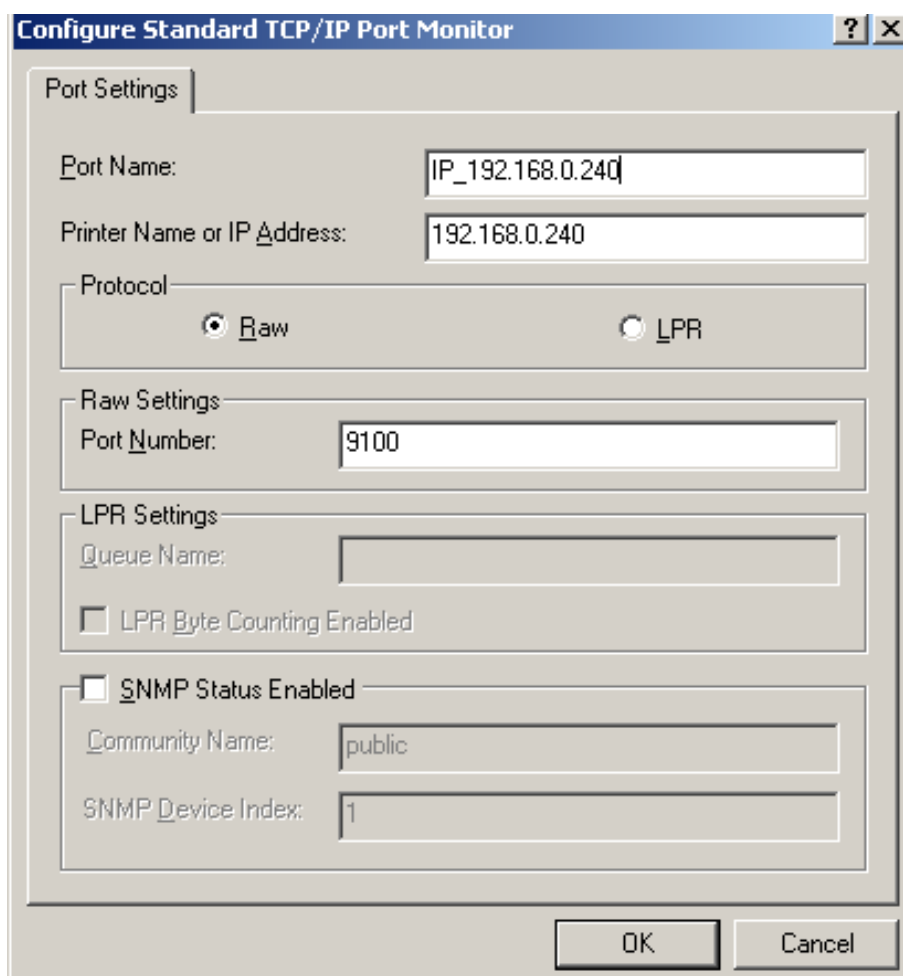 Configure Standard TCP/IP Port Monitor
Port Settings
Port Name: IP_192.168.0.240
Printer Name or IP Address: 192.168.0.240
Protocol
Raw LPR
Raw Settings
Port Number: 9100
LPR Settings
Queue Name:
LPR Byte Counting Enabled
SNMP Status Enabled
Community Name: public
SNMP Device Index: 1
OK Cancel